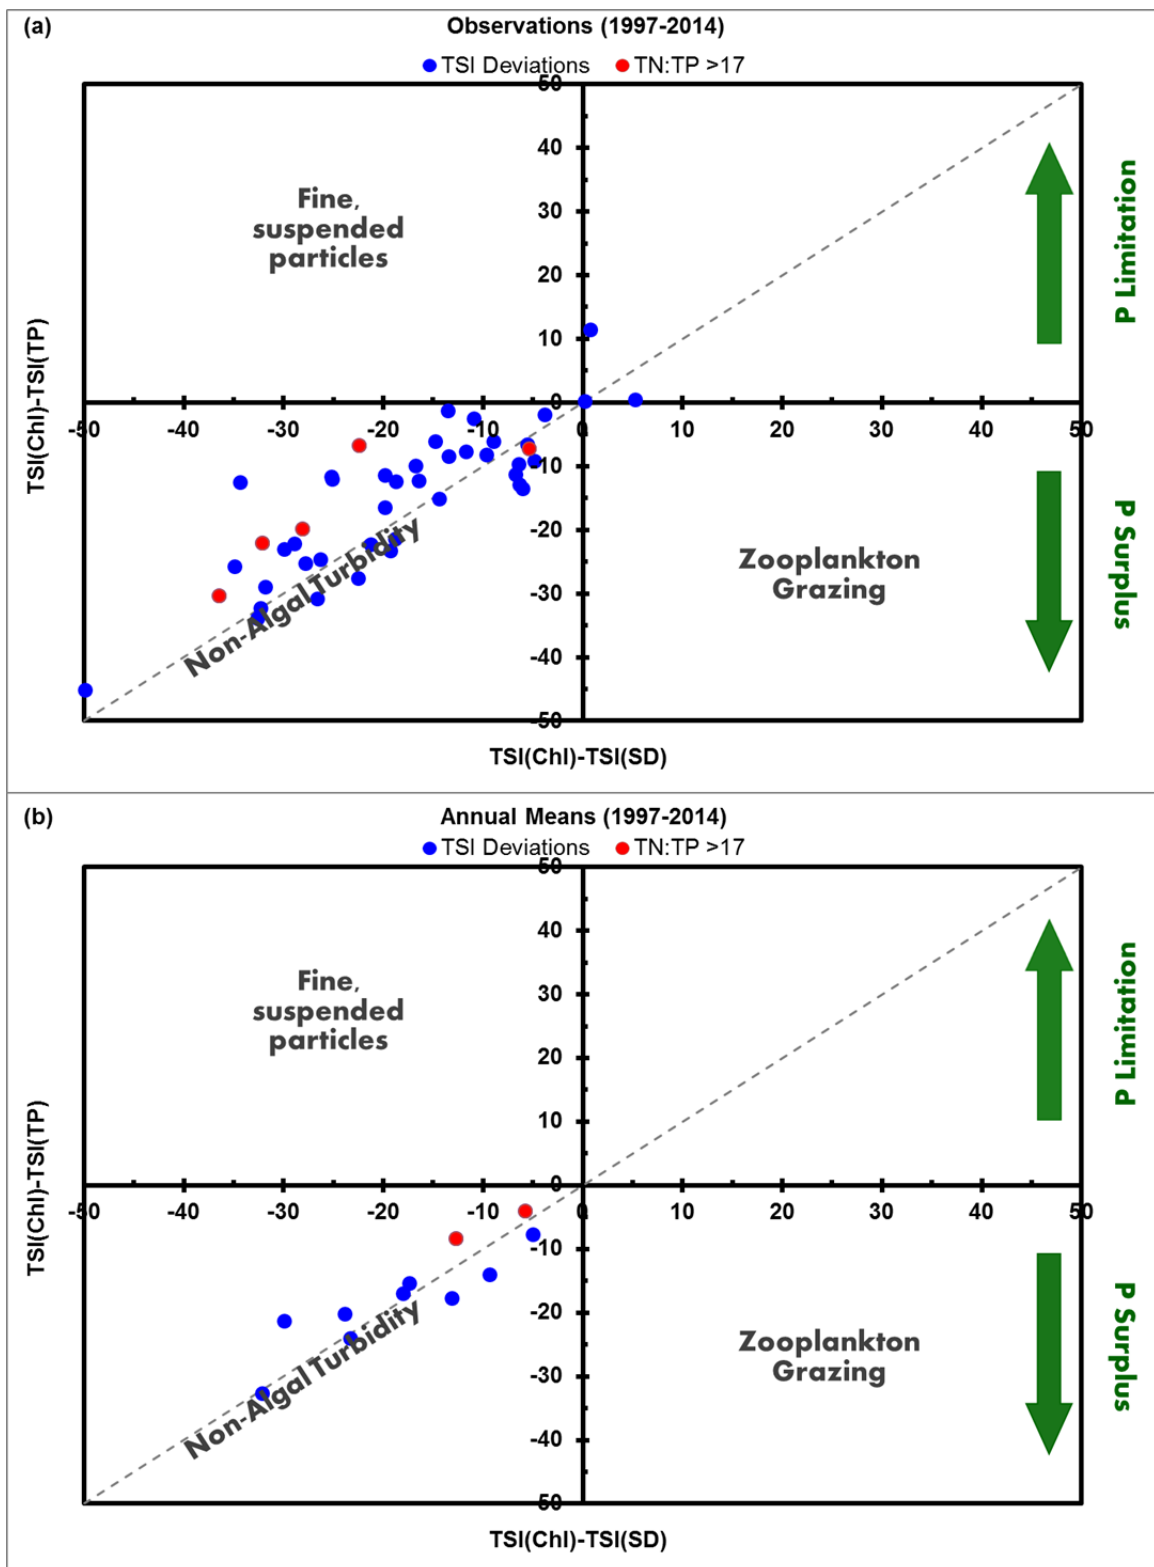 (a)
Observations (1997-2014)
TSI Deviations
TN:TP >17
50
40
30
20
10
0
-50
-40
-30
-20
-10
0
10
20
30
40
50
-10
-20
-30
-40
-50
Fine,
suspended
particles
Non-Algal Turbidity
Zooplankton
Grazing
P Limitation
P Surplus
TSI(Chl)-TSI(TP)
TSI(Chl)-TSI(SD)
(b)
Annual Means (1997-2014)
TSI Deviations
TN:TP >17
50
40
30
20
10
0
-50
-40
-30
-20
-10
0
10
20
30
40
50
-10
-20
-30
-40
-50
Fine,
suspended
particles
Non-Algal Turbidity
Zooplankton
Grazing
P Limitation
P Surplus
TSI(Chl)-TSI(TP)
TSI(Chl)-TSI(SD)